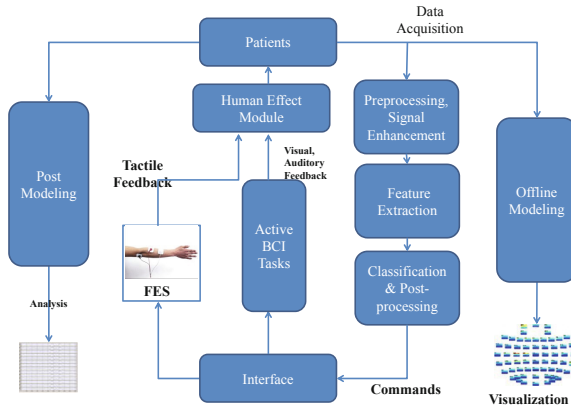 Data
Acquisition
Patients
Human Effect
Module
Preprocessing,
Signal
Enhancement
Post
Modeling
Tactile
Feedback
Visual,
Auditory
Feedback
Feature
Extraction
Offline
Modeling
Active
BCI
Tasks
FES
Classification
& Post-
processing
Analysis
Interface
Commands
Visualization